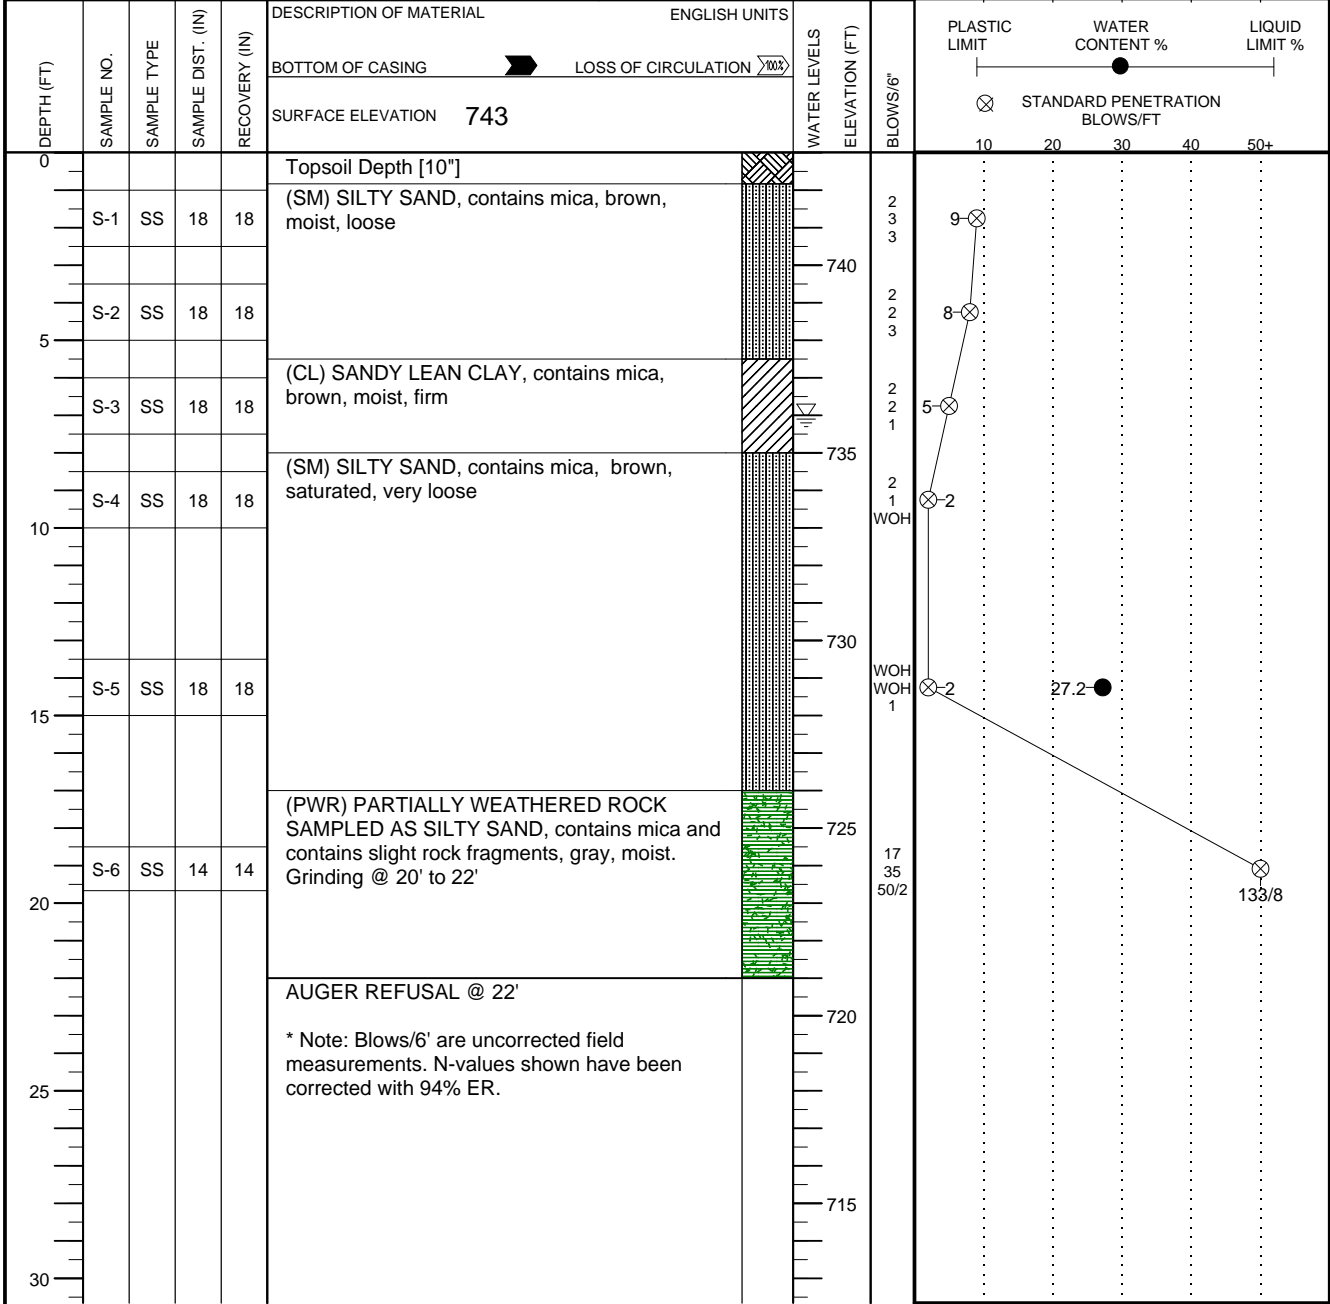 DEPTH (FT)
SAMPLE NO.
SAMPLE TYPE
SAMPLE DIST. (IN)
RECOVERY (IN)
DESCRIPTION OF MATERIAL ENGLISH UNITS
BOTTOM OF CASING LOSS OF CIRCULATION 100%
SURFACE ELEVATION 743
WATER LEVELS
ELEVATION (FT)
BLOWS/6"
PLASTIC LIMIT
WATER CONTENT %
LIQUID LIMIT %
STANDARD PENETRATION
BLOWS/FT
10 20 30 40 50+
0
Topsoil Depth [10"]
S-1 SS 18 18
(SM) SILTY SAND, contains mica, brown,
moist, loose
2
3
3
9
740
S-2 SS 18 18
2
2
3
8
5
(CL) SANDY LEAN CLAY, contains mica,
brown, moist, firm
S-3 SS 18 18
2
2
1
5
735
(SM) SILTY SAND, contains mica, brown,
saturated, very loose
S-4 SS 18 18
2
1
WOH
2
10
730
S-5 SS 18 18
WOH
WOH
1
2
27.2
15
(PWR) PARTIALLY WEATHERED ROCK
SAMPLED AS SILTY SAND, contains mica and
contains slight rock fragments, gray, moist.
Grinding @ 20' to 22'
725
S-6 SS 14 14
17
35
50/2
133/8
20
AUGER REFUSAL @ 22'
720
* Note: Blows/6' are uncorrected field
measurements. N-values shown have been
corrected with 94% ER.
25
715
30